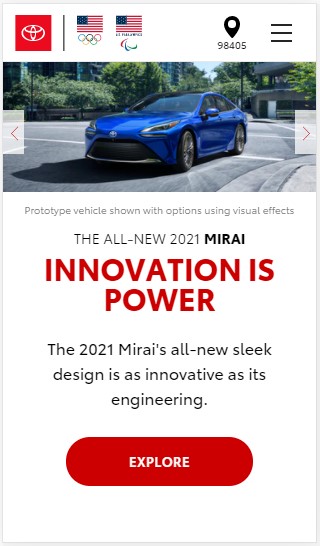 U.S. PARALYMPICS
98405
Prototype vehicle shown with options using visual effects
THE ALL-NEW 2021 MIRAI
INNOVATION IS
POWER
The 2021 Mirai's all-new sleek
design is as innovative as its
engineering.
EXPLORE